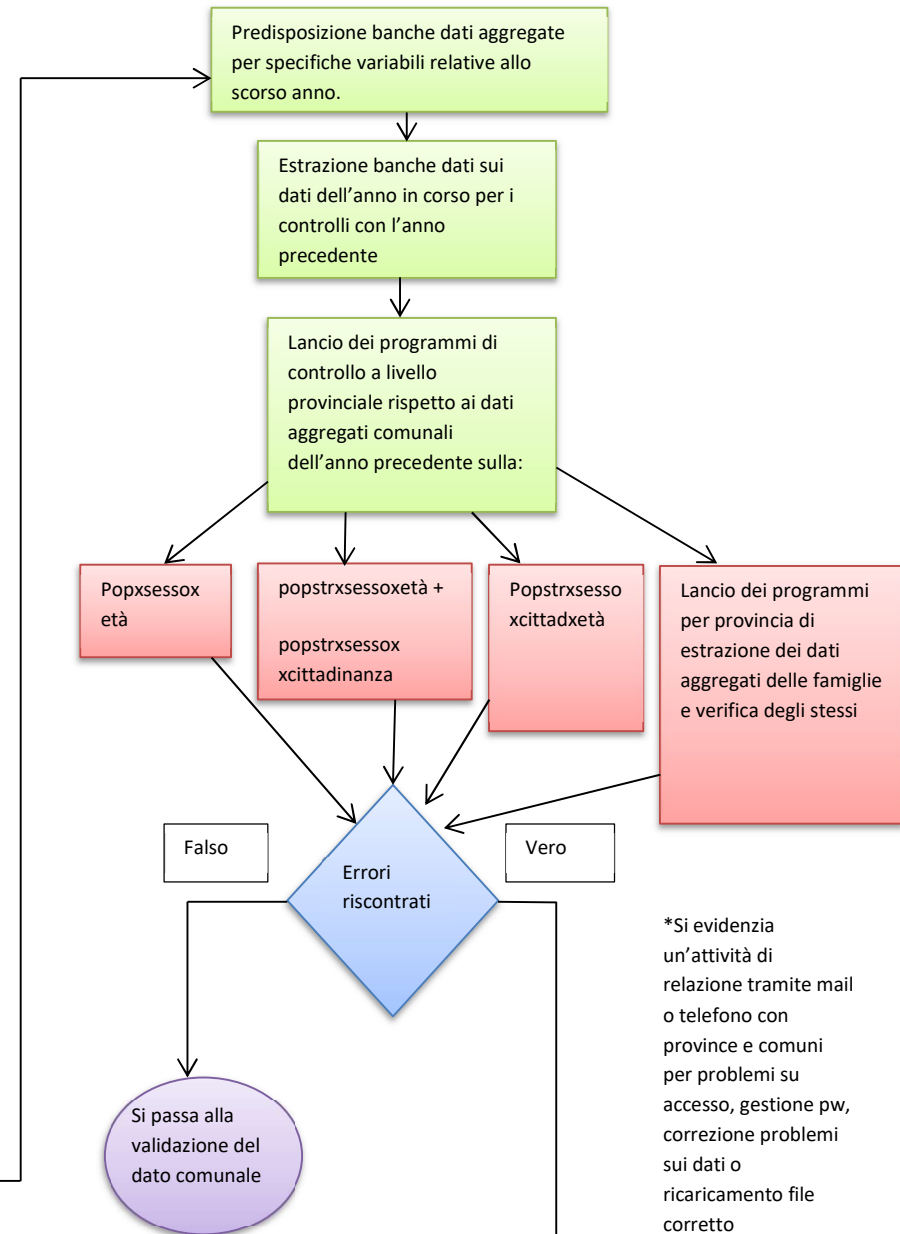 Predisposizione banche dati aggregate
per specifiche variabili relative allo
scorso anno.
Estrazione banche dati sui
dati dell’anno in corso per i
controlli con l’anno
precedente
Lancio dei programmi di
controllo a livello
provinciale rispetto ai dati
aggregati comunali
dell’anno precedente sulla:
Popxsessox
età
popstrxsessoxetà +
popstrxsessox
xcittadinanza
Popstrxsesso
xcittadxetà
Lancio dei programmi
per provincia di
estrazione dei dati
aggregati delle famiglie
e verifica degli stessi
Falso
Vero
Errori
riscontrati
*Si evidenzia
un’attività di
relazione tramite mail
o telefono con
province e comuni
per problemi su
accesso, gestione pw,
correzione problemi
sui dati o
ricaricamento file
corretto
Si passa alla
validazione del
dato comunale